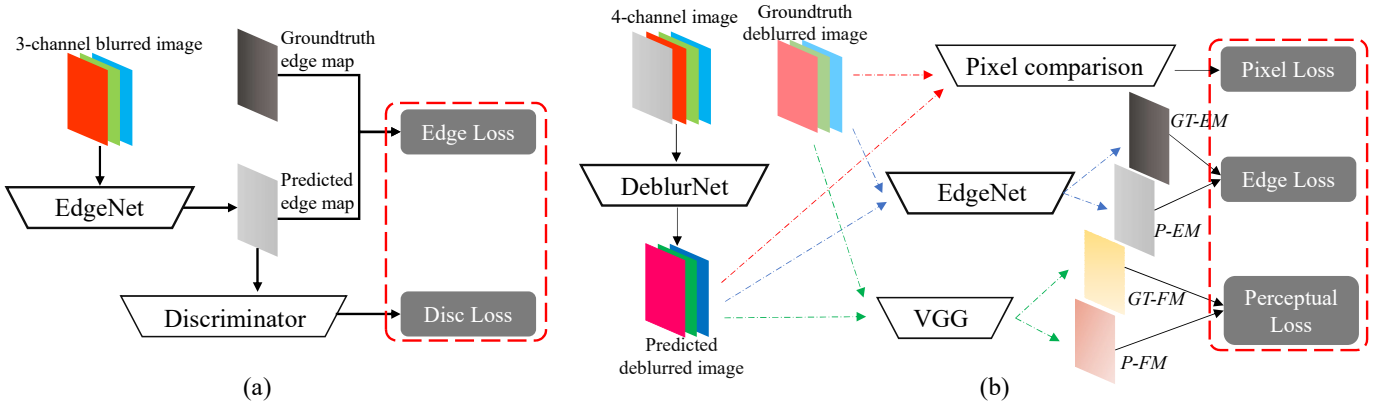 3-channel blurred image
Groundtruth
edge map
Edge Loss
EdgeNet
Predicted
edge map
Discriminator
Disc Loss
(a)
4-channel image
Groundtruth
deblurred image
Pixel comparison
Pixel Loss
GT-EM
DeblurNet
EdgeNet
Edge Loss
P-EM
GT-FM
VGG
Perceptual
Loss
P-FM
Predicted
deblurred image
(b)